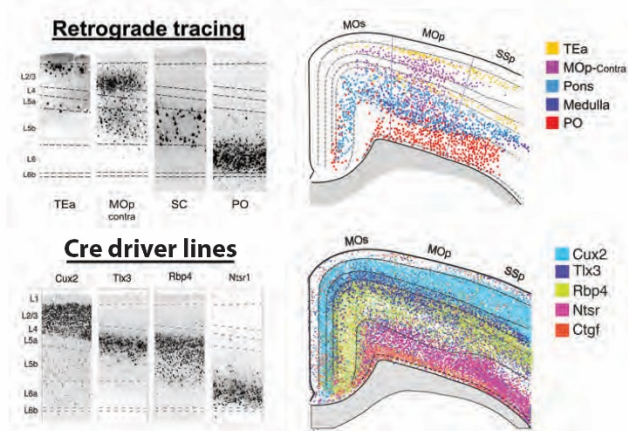 Retrograde tracing
L2/3
L4
L5a
L5b
L6
L6b
TEa
MOp
contra
SC
PO
MOs
MOp
SSp
TEa
MOp-Contra
Pons
Medulla
PO
Cre driver lines
Cux2
Tlx3
Rbp4
Ntsr1
L1
L2/3
L4
L5a
L5b
L6a
L6b
MOs
MOp
SSp
Cux2
Tlx3
Rbp4
Ntsr
Ctgf